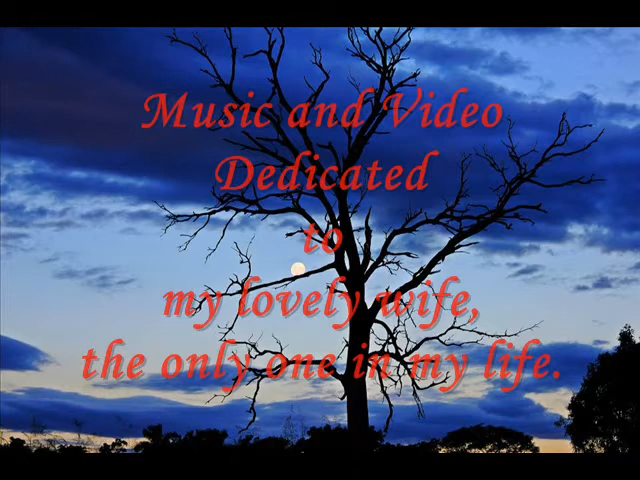 Music and Video
Dedicated
to
my lovely wife,
the only one in my life.